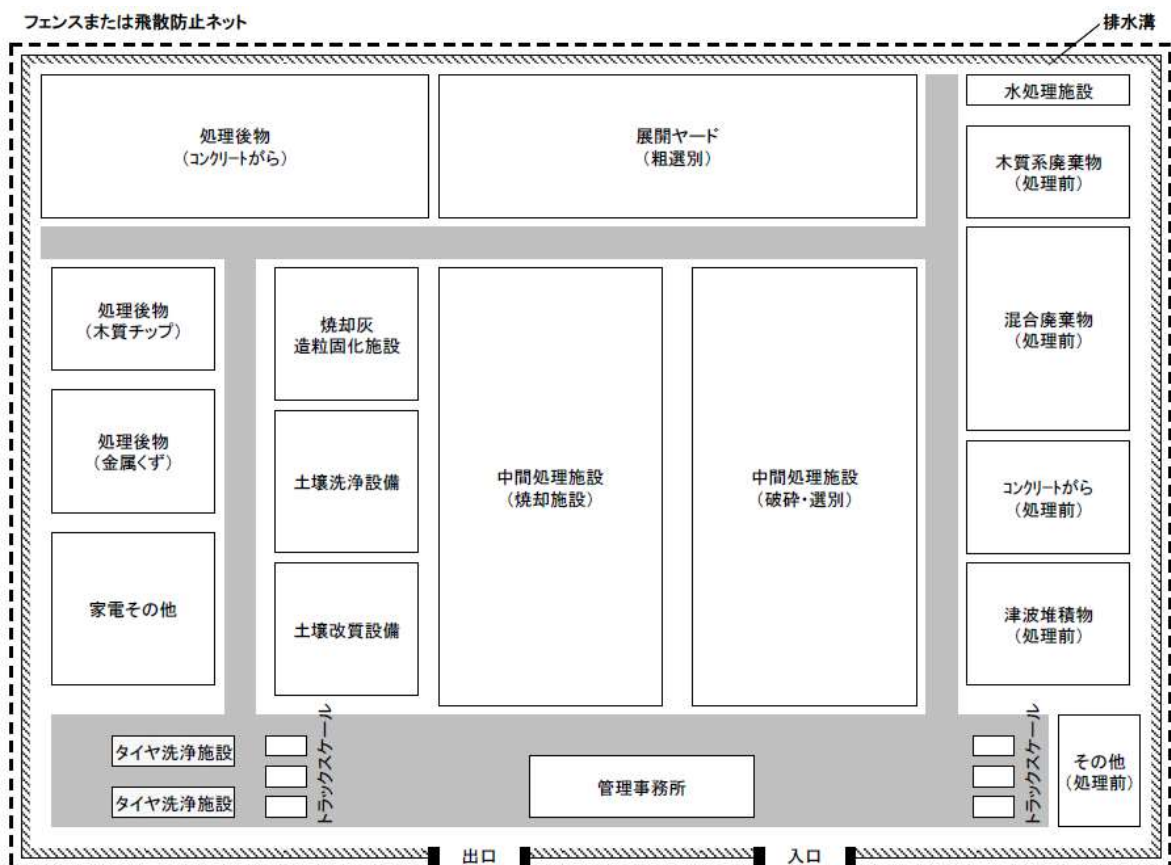 フェンスまたは飛散防止ネット
排水溝
処理後物
（コンクリートがら）
展開ヤード
（粗選別）
水処理施設
木質系廃棄物
（処理前）
処理後物
（木質チップ）
焼却灰
造粒固化施設
混合廃棄物
（処理前）
処理後物
（金属くず）
土壌洗浄設備
中間処理施設
（焼却施設）
中間処理施設
（破砕・選別）
コンクリートがら
（処理前）
家電その他
土壌改質設備
津波堆積物
（処理前）
タイヤ洗浄施設
タイヤ洗浄施設
トラックスケール
管理事務所
トラックスケール
その他
（処理前）
出口
入口